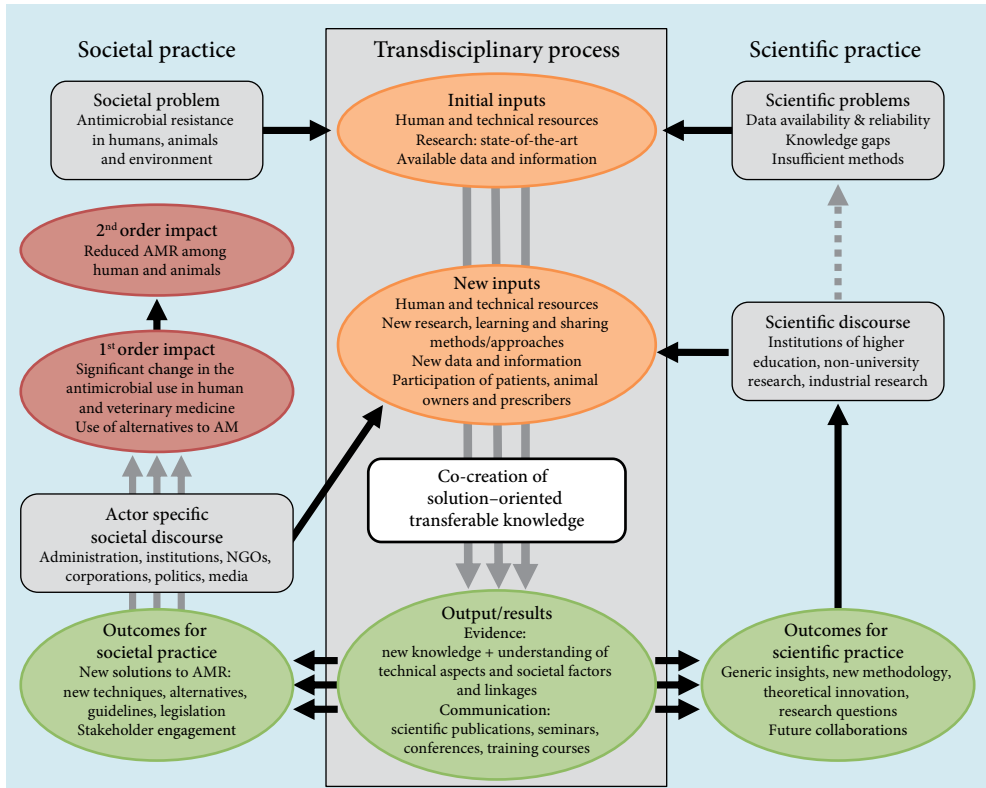 Societal practice
Transdisciplinary process
Scientific practice
Societal problem
Antimicrobial resistance
in humans, animals
and environment
Initial inputs
Human and technical resources
Research: state-of-the-art
Available data and information
Scientific problems
Data availability & reliability
Knowledge gaps
Insufficient methods
2nd order impact
Reduced AMR among
human and animals
1st order impact
Significant change in the
antimicrobial use in human
and veterinary medicine
Use of alternatives to AM
New inputs
Human and technical resources
New research, learning and sharing
methods/approaches
New data and information
Participation of patients, animal
owners and prescribers
Scientific discourse
Institutions of higher
education, non-university
research, industrial research
Actor specific
societal discourse
Administration, institutions, NGOs,
corporations, politics, media
Co-creation of
solution–oriented
transferable knowledge
Outcomes for
societal practice
New solutions to AMR:
new techniques, alternatives,
guidelines, legislation
Stakeholder engagement
Output/results
Evidence:
new knowledge + understanding of
technical aspects and societal factors
and linkages
Communication:
scientific publications, seminars,
conferences, training courses
Outcomes for
scientific practice
Generic insights, new methodology,
theoretical innovation,
research questions
Future collaborations